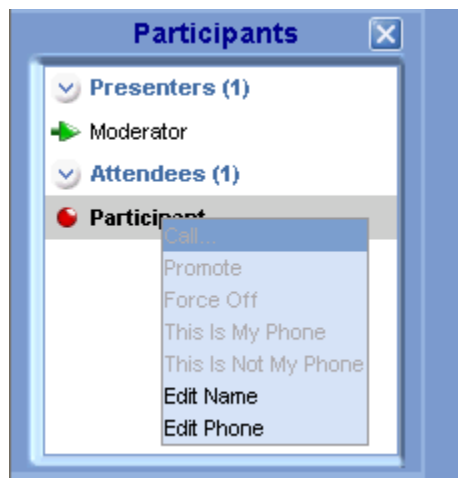 Participants
Presenters (1)
Moderator
Attendees (1)
Participant
Call...
Promote
Force Off
This Is My Phone
This Is Not My Phone
Edit Name
Edit Phone